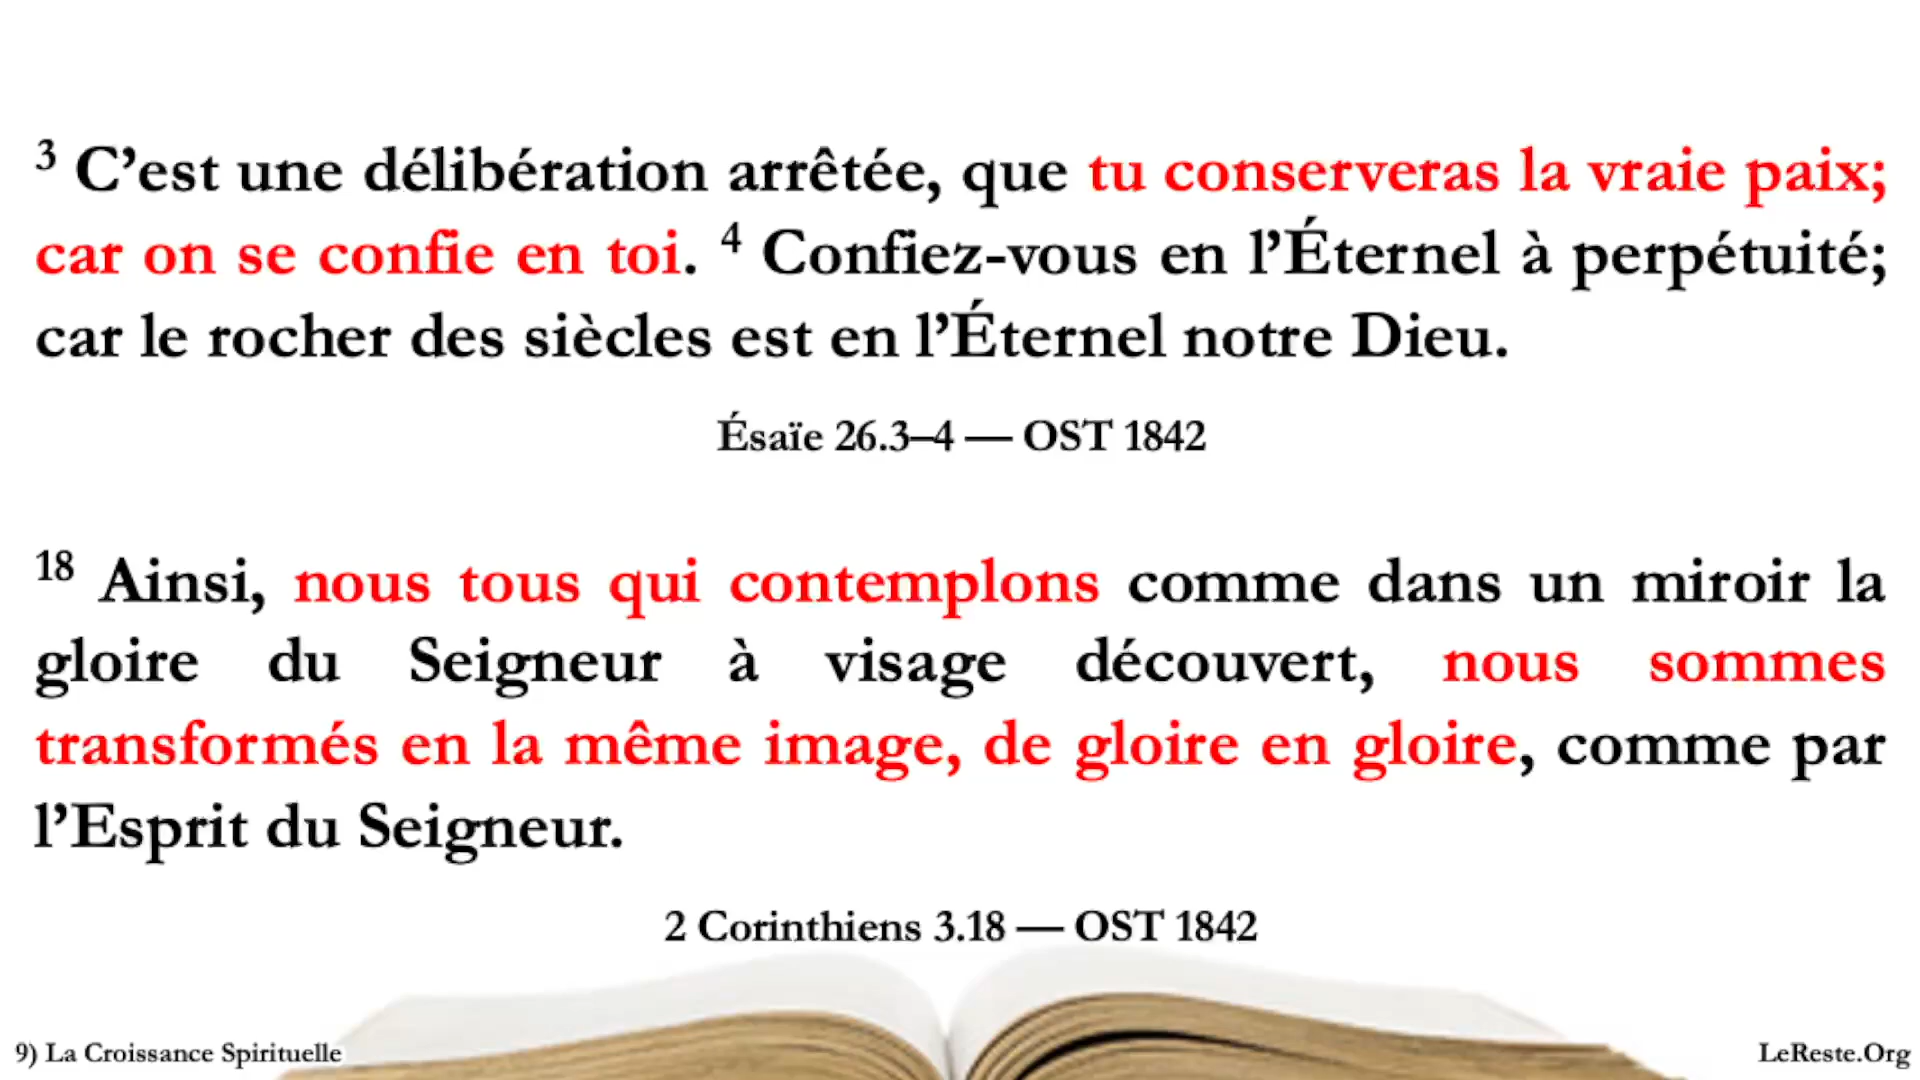 ³ C’est une délibération arrêtée, que tu conserveras la vraie paix;
car on se confie en toi. ⁴ Confiez-vous en l’Éternel à perpétuité;
car le rocher des siècles est en l’Éternel notre Dieu.
Ésaïe 26.3–4 — OST 1842
¹⁸ Ainsi, nous tous qui contemplons comme dans un miroir la
gloire du Seigneur à visage découvert, nous sommes
transformés en la même image, de gloire en gloire, comme par
l’Esprit du Seigneur.
2 Corinthiens 3.18 — OST 1842
9) La Croissance Spirituelle
LeReste.Org